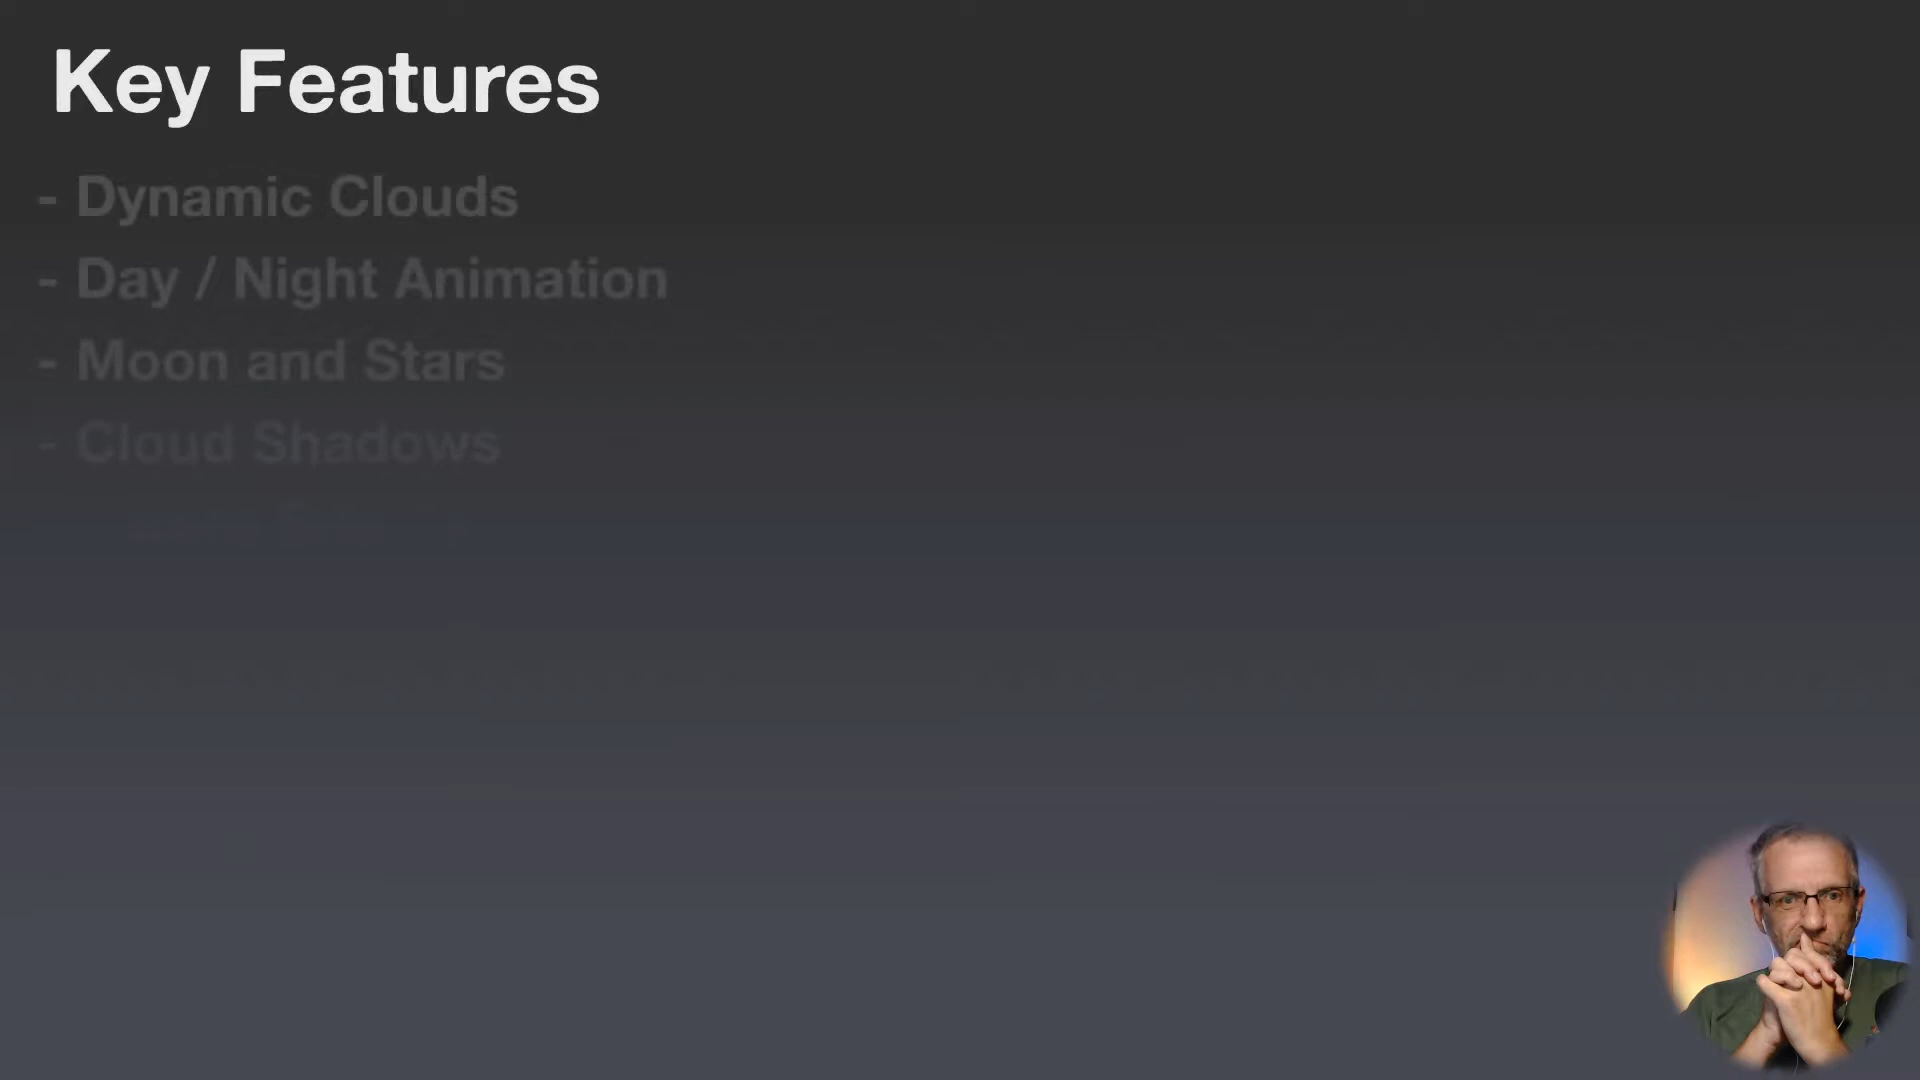 Key Features
- Dynamic Clouds
- Day / Night Animation
- Moon and Stars
- Cloud Shadows